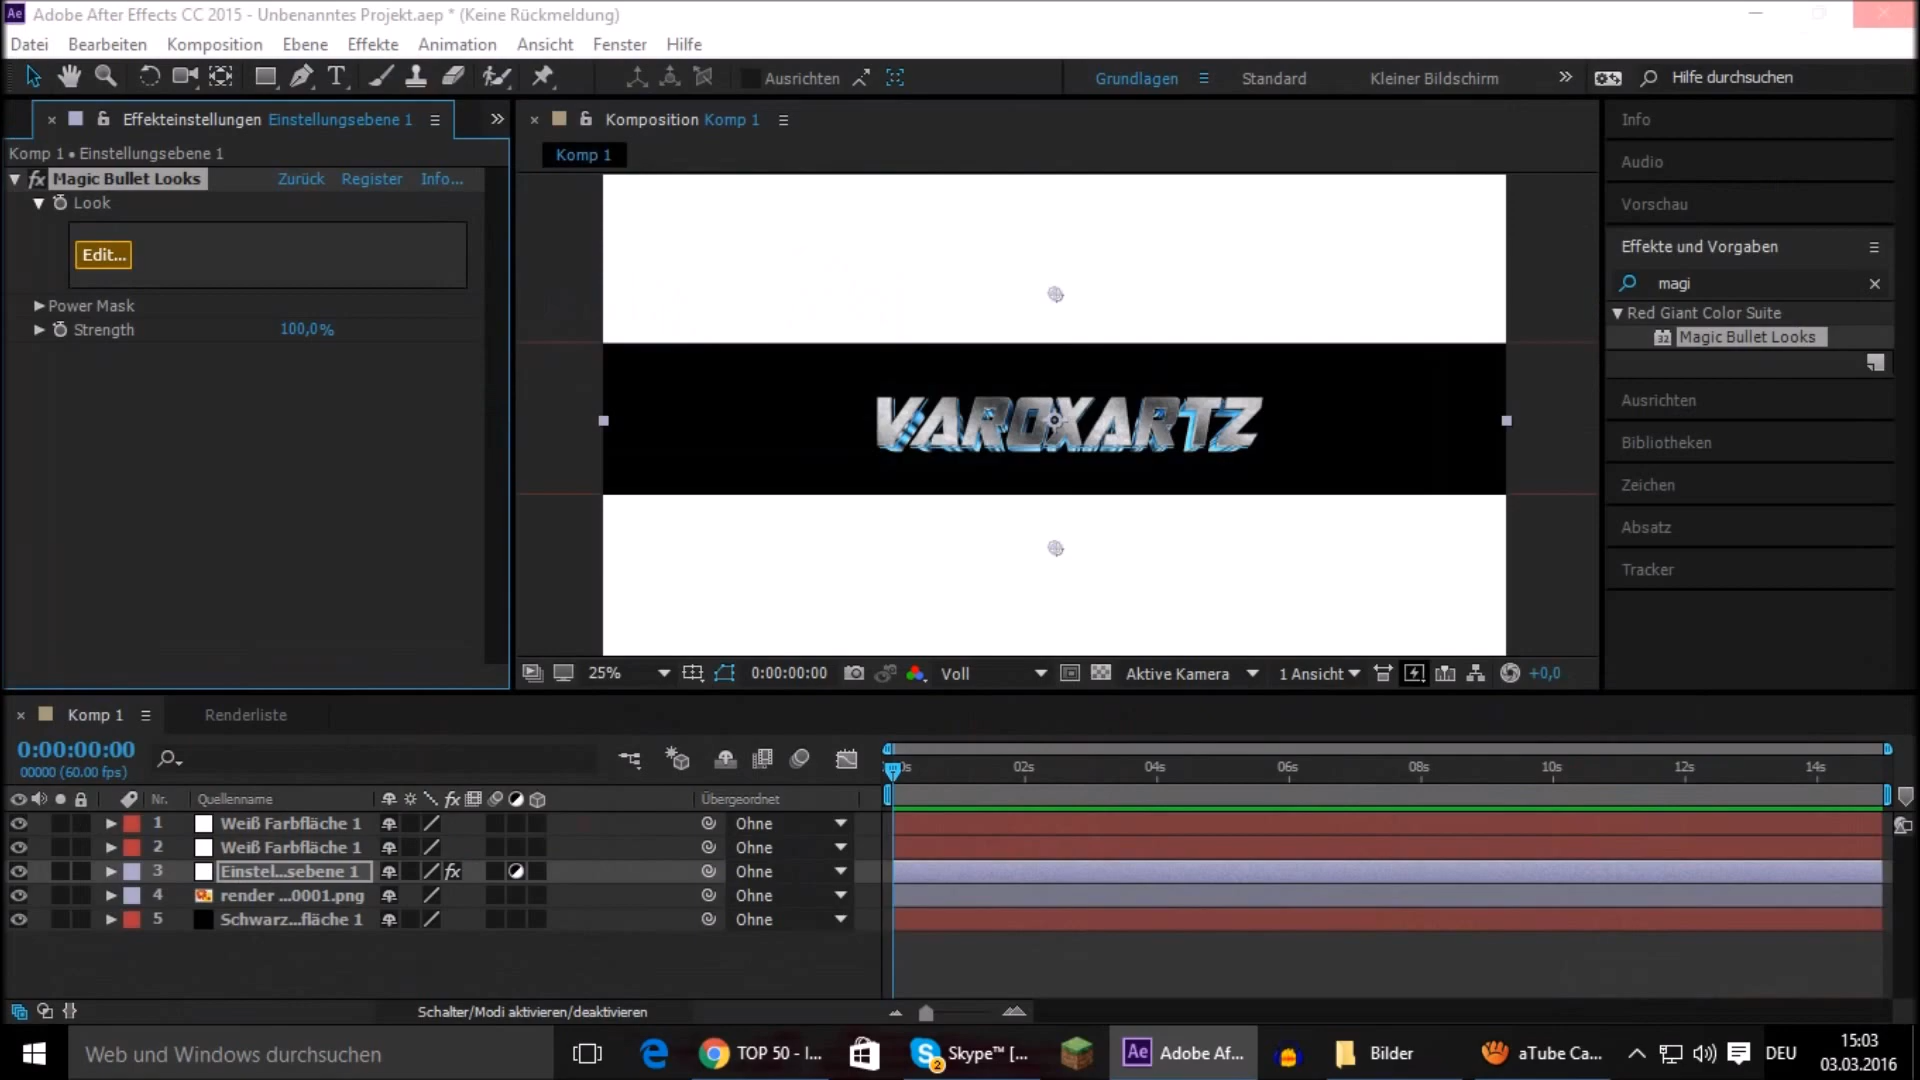 Adobe After Effects CC 2015 - Unbenanntes Projekt.aep * (Keine Rückmeldung)
Datei Bearbeiten Komposition Ebene Effekte Animation Ansicht Fenster Hilfe
Ausrichten Grundlagen Standard Kleiner Bildschirm Hilfe durchsuchen
Effekteinstellungen Einstellungsebene 1
Komp 1 • Einstellungsebene 1
fx Magic Bullet Looks Zurück Register Info...
Look
Edit...
Power Mask
Strength 100,0%
Komposition Komp 1
Komp 1
VAROXARTZ
25% 0:00:00:00 Voll Aktive Kamera 1 Ansicht +0,0
Info
Audio
Vorschau
Effekte und Vorgaben
magi
Red Giant Color Suite
32 Magic Bullet Looks
Ausrichten
Bibliotheken
Zeichen
Absatz
Tracker
Komp 1 Renderliste
0:00:00:00
00000 (60.00 fps)
0s 02s 04s 06s 08s 10s 12s 14s
Nr. Quellenname fx Übergeordnet
1 Weiß Farbfläche 1 Ohne
2 Weiß Farbfläche 1 Ohne
3 Einstel...sebene 1 fx Ohne
4 render ...0001.png Ohne
5 Schwarz...fläche 1 Ohne
Schalter/Modi aktivieren/deaktivieren
Web und Windows durchsuchen TOP 50 - I... 2 Skype™ [... Ae Adobe Af... Bilder aTube Ca... DEU 15:03
03.03.2016